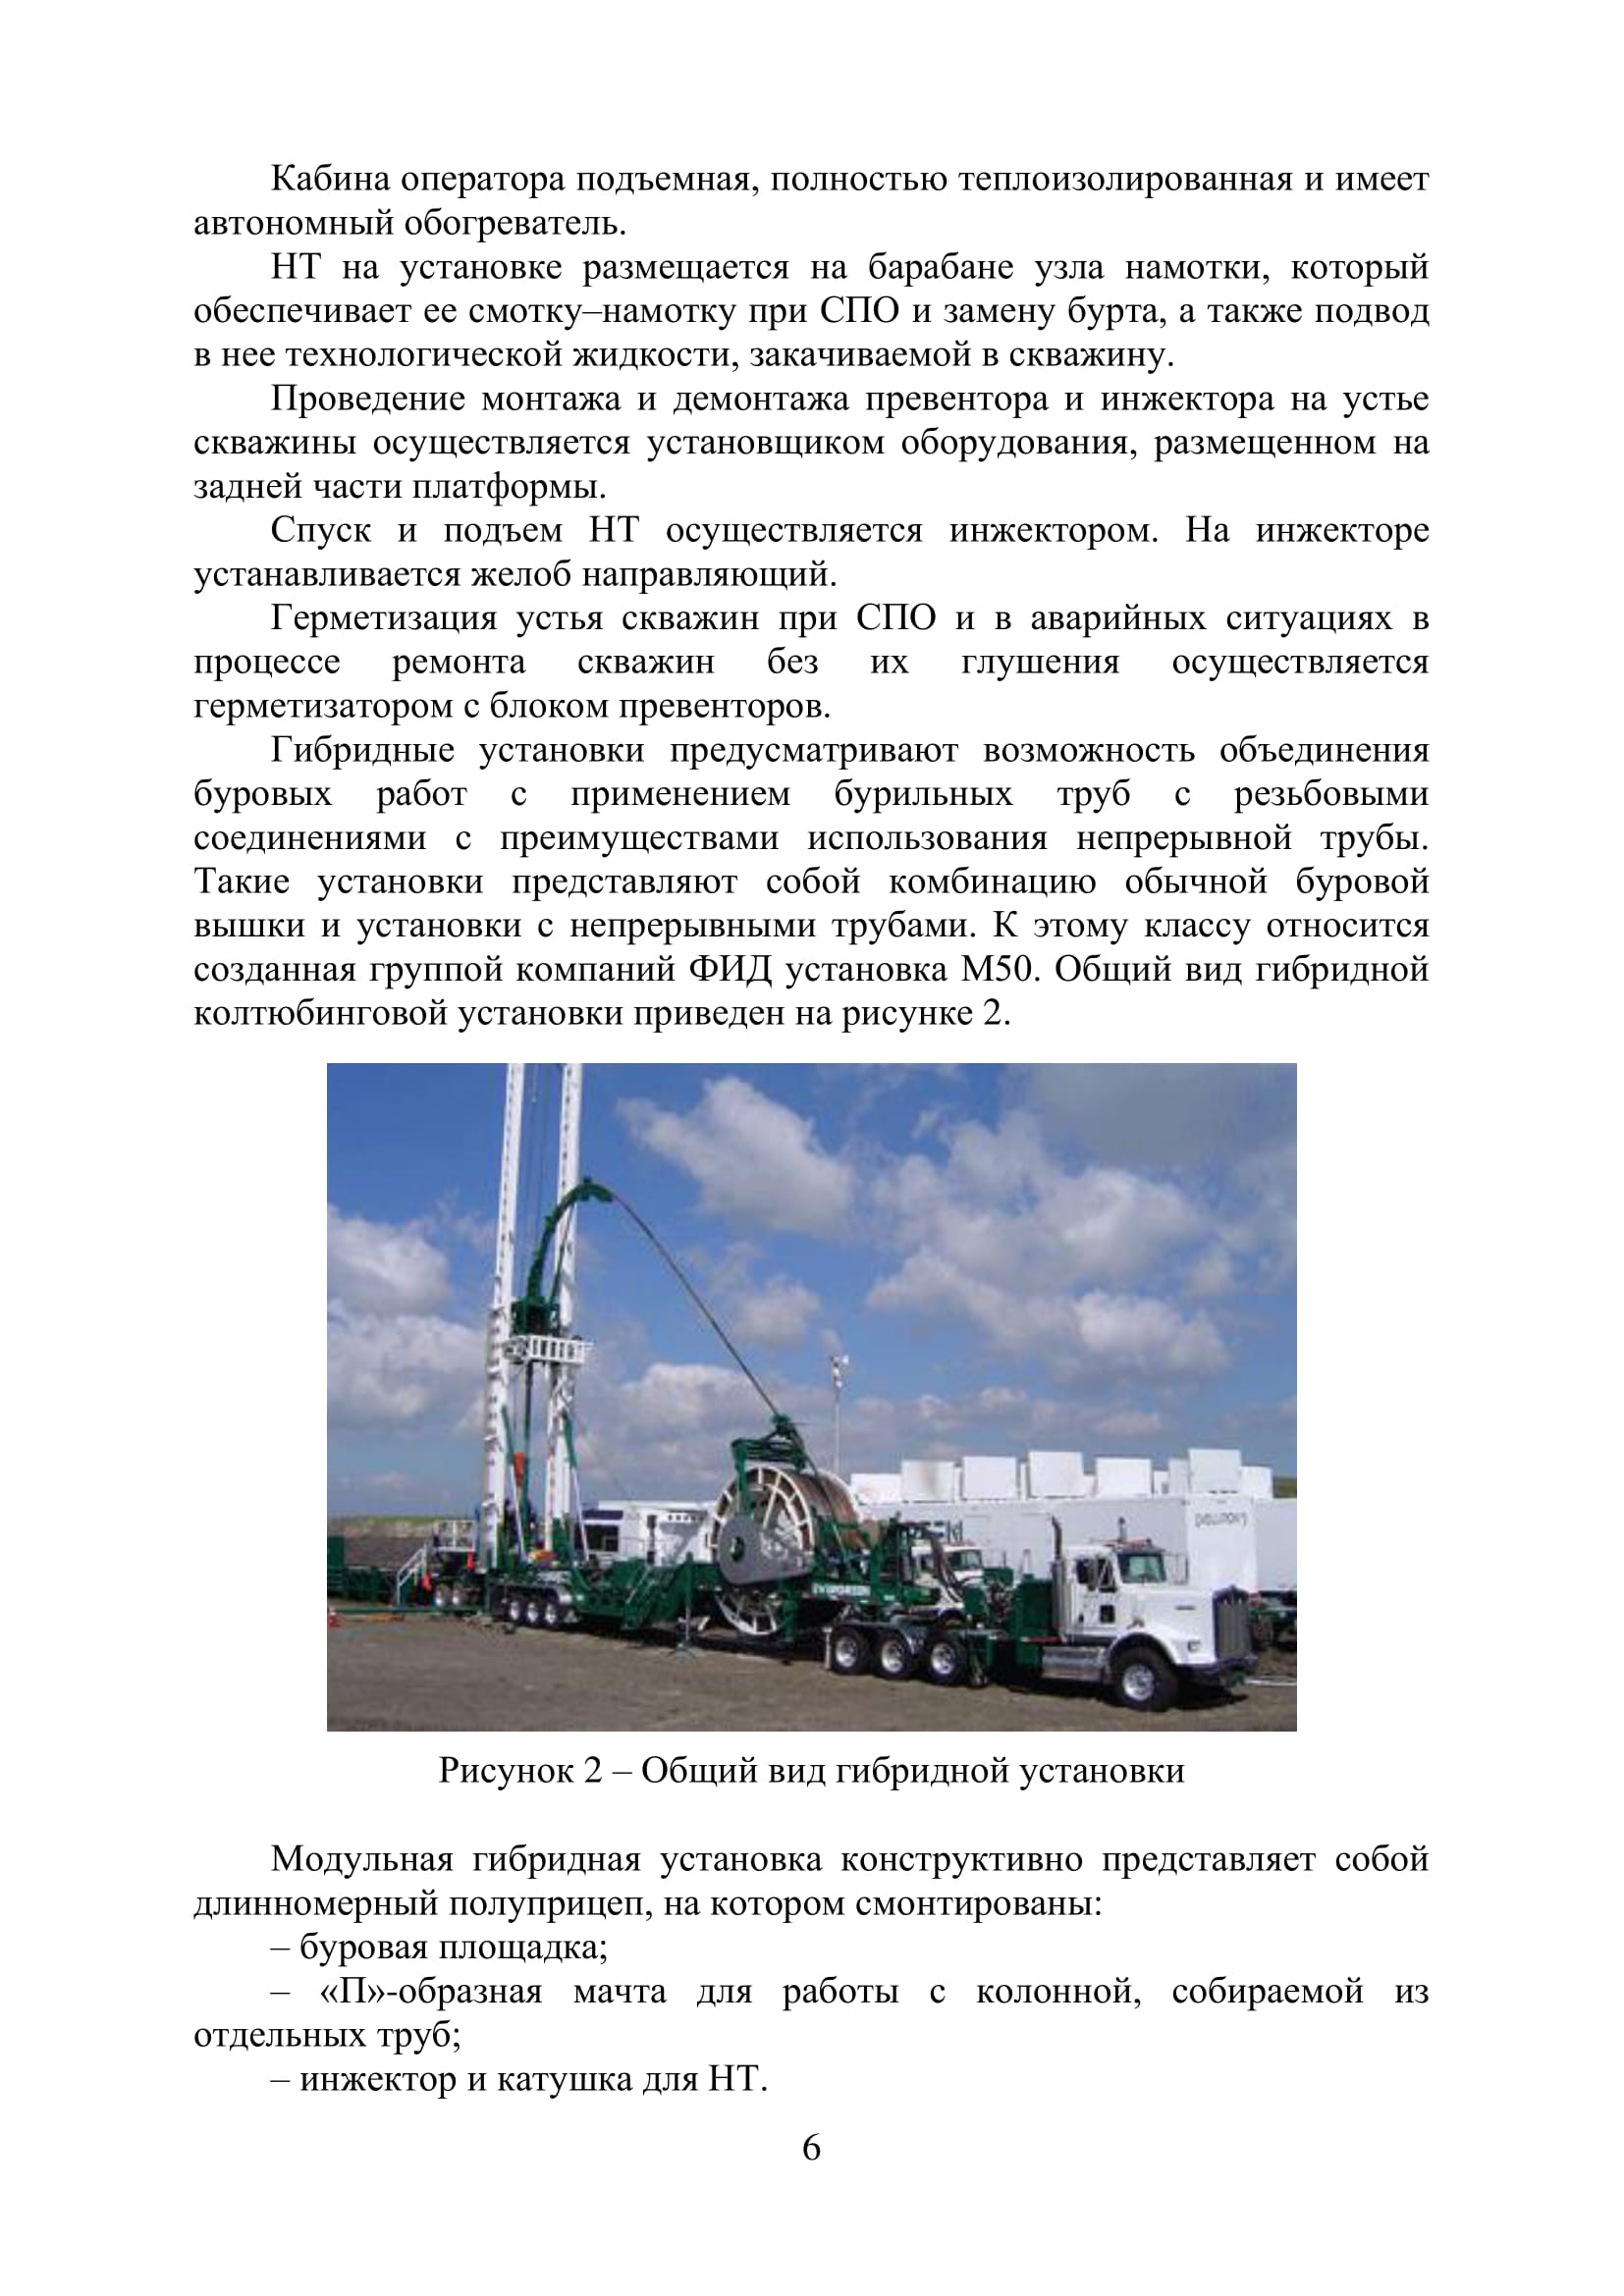 Кабина оператора подъемная, полностью теплоизолированная и имеет
автономный обогреватель.
НТ на установке размещается на барабане узла намотки, который
обеспечивает ее смотку–намотку при СПО и замену бурта, а также подвод
в нее технологической жидкости, закачиваемой в скважину.
Проведение монтажа и демонтажа превентора и инжектора на устье
скважины осуществляется установщиком оборудования, размещенном на
задней части платформы.
Спуск и подъем НТ осуществляется инжектором. На инжекторе
устанавливается желоб направляющий.
Герметизация устья скважин при СПО и в аварийных ситуациях в
процессе ремонта скважин без их глушения осуществляется
герметизатором с блоком превенторов.
Гибридные установки предусматривают возможность объединения
буровых работ с применением бурильных труб с резьбовыми
соединениями с преимуществами использования непрерывной трубы.
Такие установки представляют собой комбинацию обычной буровой
вышки и установки с непрерывными трубами. К этому классу относится
созданная группой компаний ФИД установка М50. Общий вид гибридной
колтюбинговой установки приведен на рисунке 2.
Рисунок 2 – Общий вид гибридной установки
Модульная гибридная установка конструктивно представляет собой
длинномерный полуприцеп, на котором смонтированы:
– буровая площадка;
– «П»-образная мачта для работы с колонной, собираемой из
отдельных труб;
– инжектор и катушка для НТ.
6